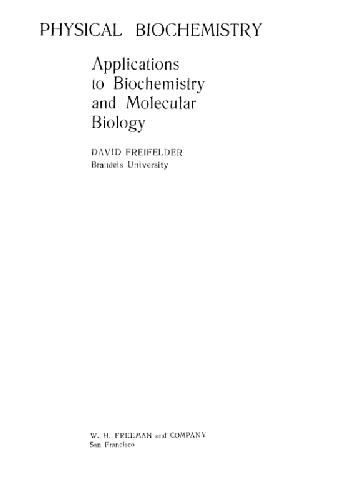 PHYSICAL BIOCHEMISTRY
Applications
to Biochemistry
and Molecular
Biology
DAVID FREIFELDER
Brandeis University
W. H. FREEMAN and COMPANY
San Francisco